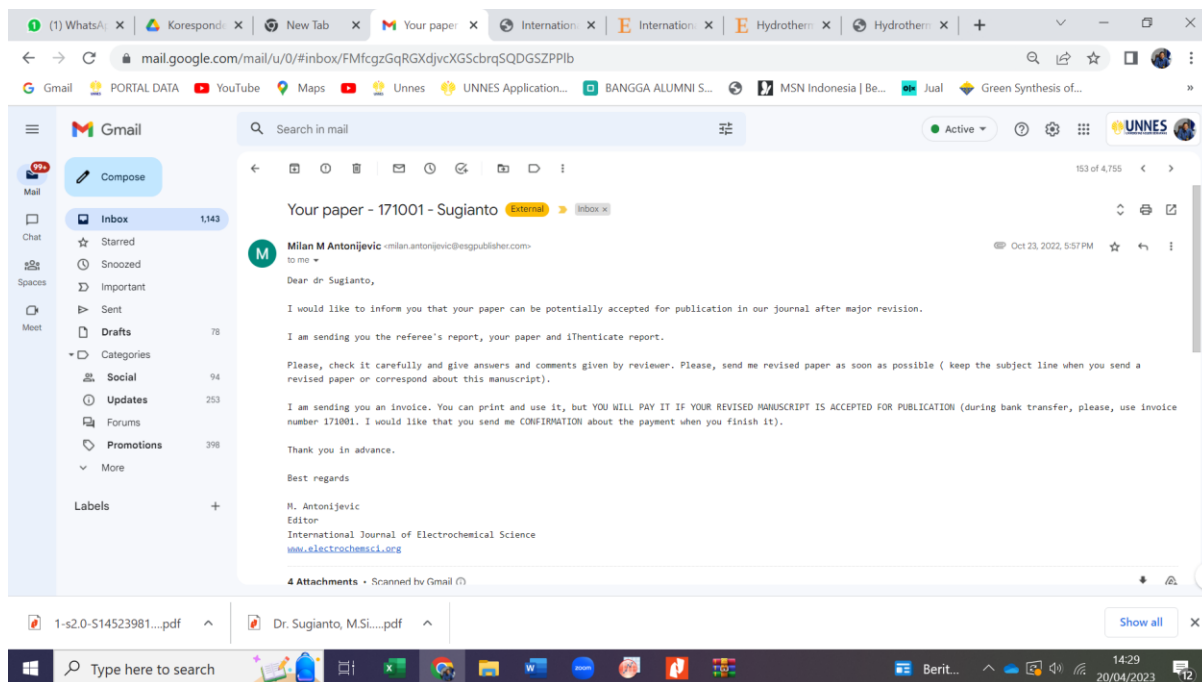 (1) WhatsA
Koresponde
New Tab
Your paper
Internation
Internation
Hydrotherm
Hydrotherm
mail.google.com/mail/u/0/#inbox/FMfcgzGqRGXdjvcXGScbrqSQDGSZPPlb
Gmail PORTAL DATA YouTube Maps Unnes UNNES Application... BANGGA ALUMNI S... MSN Indonesia | Be... Jual Green Synthesis of... »
Gmail
Search in mail
Active
UNNES
99+
Mail
Chat
Spaces
Meet
Compose
Inbox 1,143
Starred
Snoozed
Important
Sent
Drafts 78
Categories
Social 94
Updates 253
Forums
Promotions 398
More
Labels +
153 of 4,755
Your paper - 171001 - Sugianto External Inbox x
M
Milan M Antonijevic <milan.antonijevic@esgpublisher.com>
Oct 23, 2022, 5:57 PM
to me
Dear dr Sugianto,
I would like to inform you that your paper can be potentially accepted for publication in our journal after major revision.
I am sending you the referee's report, your paper and iThenticate report.
Please, check it carefully and give answers and comments given by reviewer. Please, send me revised paper as soon as possible ( keep the subject line when you send a
revised paper or correspond about this manuscript).
I am sending you an invoice. You can print and use it, but YOU WILL PAY IT IF YOUR REVISED MANUSCRIPT IS ACCEPTED FOR PUBLICATION (during bank transfer, please, use invoice
number 171001. I would like that you send me CONFIRMATION about the payment when you finish it).
Thank you in advance.
Best regards
M. Antonijevic
Editor
International Journal of Electrochemical Science
www.electrochemsci.org
4 Attachments • Scanned by Gmail
1-s2.0-S14523981....pdf
Dr. Sugianto, M.Si.....pdf
Show all
Type here to search
zoom
Berit...
14:29
20/04/2023
12